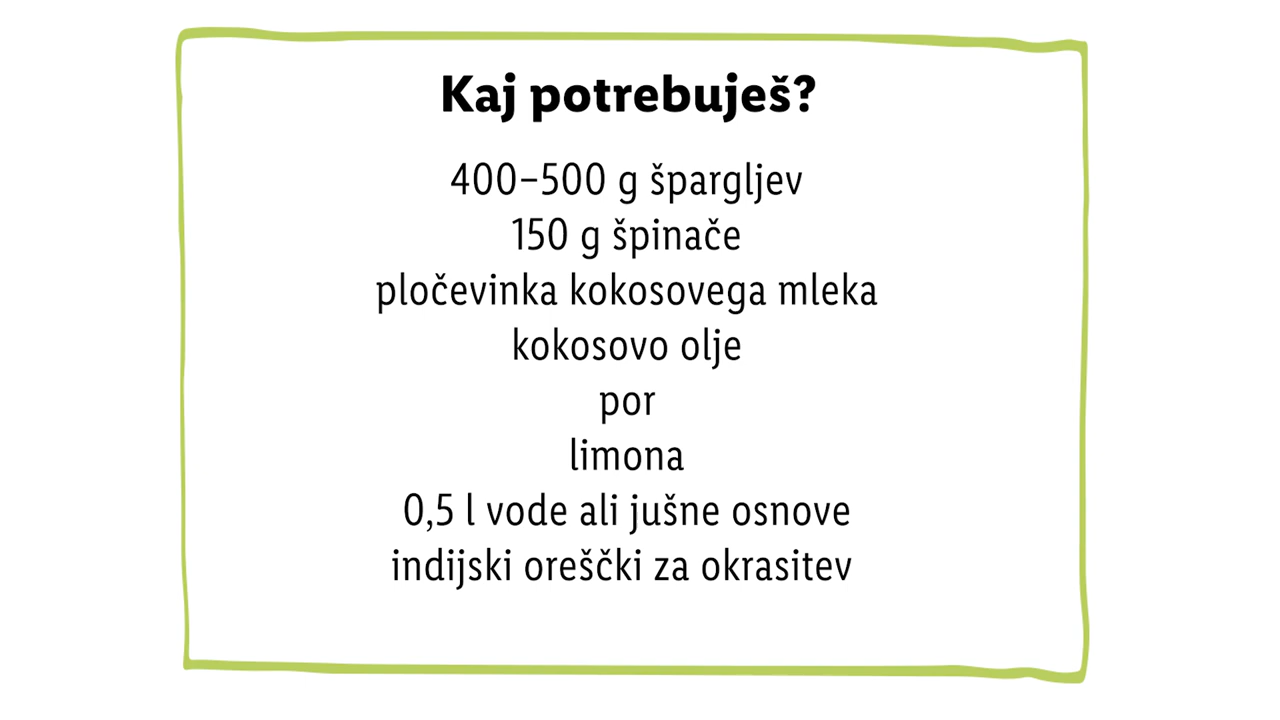 Kaj potrebuješ?
400–500 g špargljev
150 g špinače
pločevinka kokosovega mleka
kokosovo olje
por
limona
0,5 l vode ali jušne osnove
indijski oreščki za okrasitev